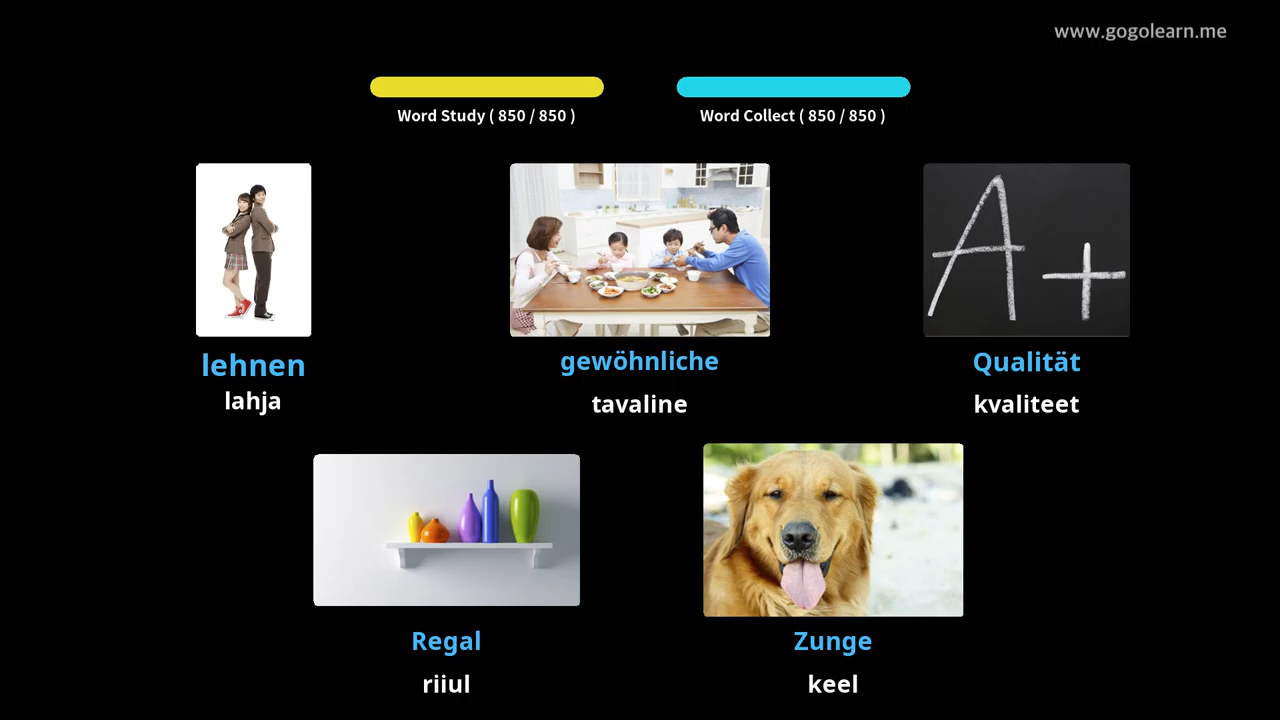 www.gogolearn.me
Word Study ( 850 / 850 )
Word Collect ( 850 / 850 )
A+
lehnen
lahja
gewöhnliche
tavaline
Qualität
kvaliteet
Regal
riiul
Zunge
keel